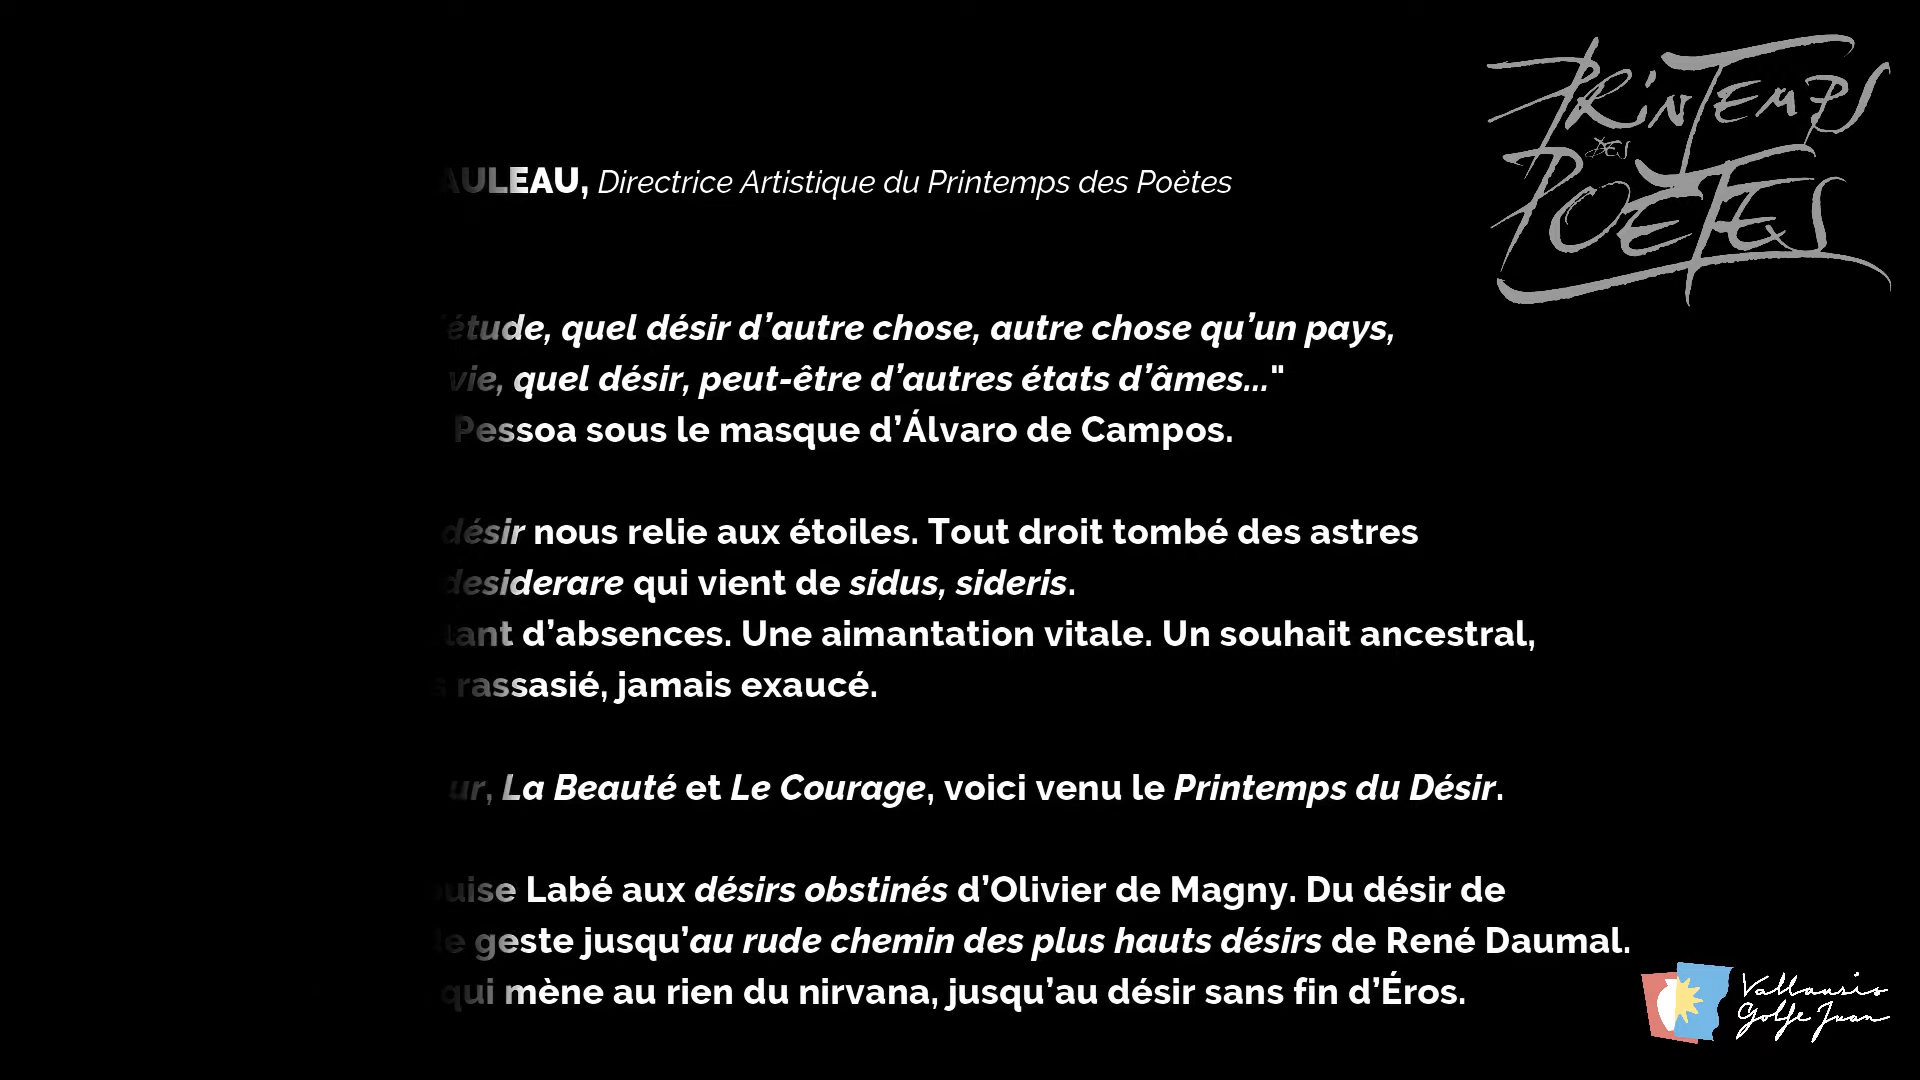 PRINTEMPS
DES
POÈTES
AULEAU, Directrice Artistique du Printemps des Poètes
étude, quel désir d’autre chose, autre chose qu’un pays,
vie, quel désir, peut-être d’autres états d’âmes..."
Pessoa sous le masque d’Álvaro de Campos.
désir nous relie aux étoiles. Tout droit tombé des astres
desiderare qui vient de sidus, sideris.
lant d’absences. Une aimantation vitale. Un souhait ancestral,
rassasié, jamais exaucé.
ur, La Beauté et Le Courage, voici venu le Printemps du Désir.
uise Labé aux désirs obstinés d’Olivier de Magny. Du désir de
le geste jusqu’au rude chemin des plus hauts désirs de René Daumal.
qui mène au rien du nirvana, jusqu’au désir sans fin d’Éros.
Vallauris
Golfe Juan